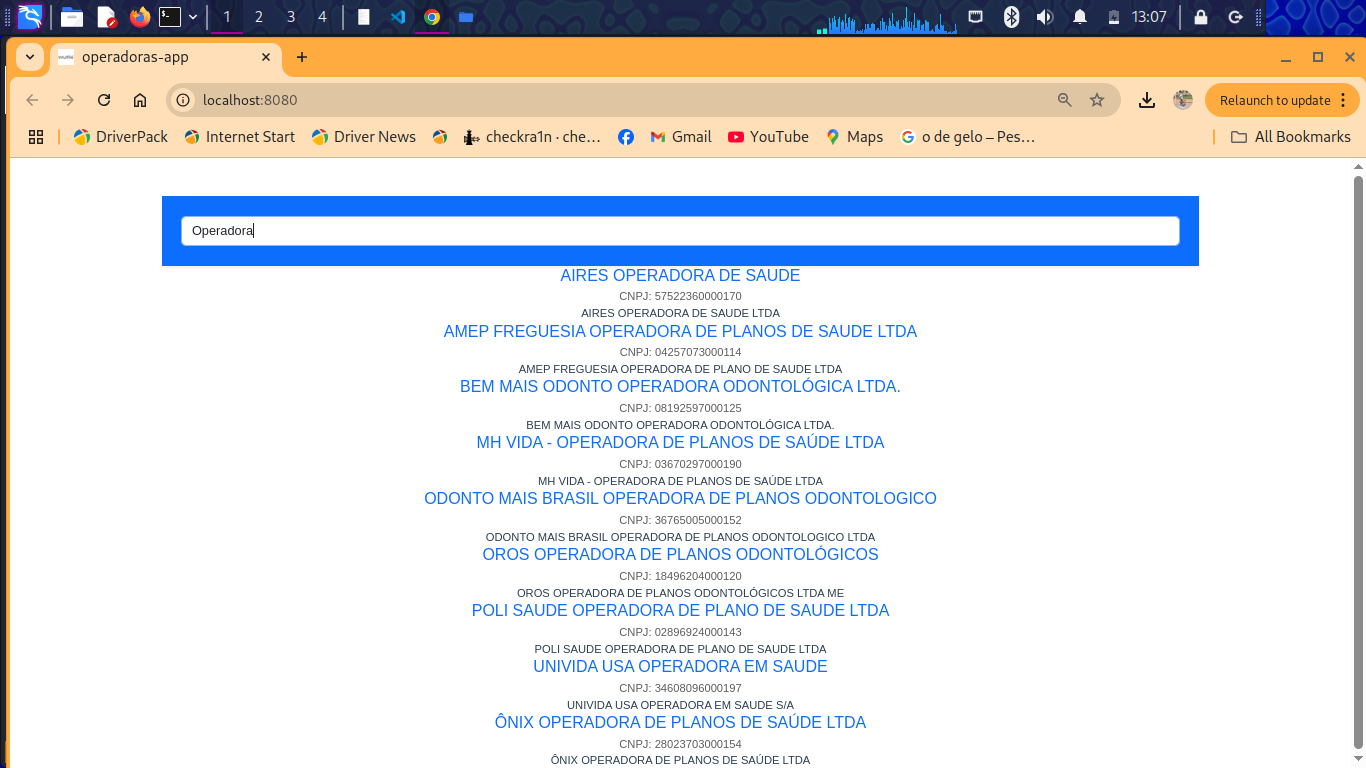 1 2 3 4 13:07
operadoras-app
localhost:8080 Relaunch to update
DriverPack Internet Start Driver News checkra1n · che… Gmail YouTube Maps o de gelo – Pes… All Bookmarks
Operadora
AIRES OPERADORA DE SAUDE
CNPJ: 57522360000170
AIRES OPERADORA DE SAUDE LTDA
AMEP FREGUESIA OPERADORA DE PLANOS DE SAUDE LTDA
CNPJ: 04257073000114
AMEP FREGUESIA OPERADORA DE PLANO DE SAUDE LTDA
BEM MAIS ODONTO OPERADORA ODONTOLÓGICA LTDA.
CNPJ: 08192597000125
BEM MAIS ODONTO OPERADORA ODONTOLÓGICA LTDA.
MH VIDA - OPERADORA DE PLANOS DE SAÚDE LTDA
CNPJ: 03670297000190
MH VIDA - OPERADORA DE PLANOS DE SAÚDE LTDA
ODONTO MAIS BRASIL OPERADORA DE PLANOS ODONTOLOGICO
CNPJ: 36765005000152
ODONTO MAIS BRASIL OPERADORA DE PLANOS ODONTOLOGICO LTDA
OROS OPERADORA DE PLANOS ODONTOLÓGICOS
CNPJ: 18496204000120
OROS OPERADORA DE PLANOS ODONTOLÓGICOS LTDA ME
POLI SAUDE OPERADORA DE PLANO DE SAUDE LTDA
CNPJ: 02896924000143
POLI SAUDE OPERADORA DE PLANO DE SAUDE LTDA
UNIVIDA USA OPERADORA EM SAUDE
CNPJ: 34608096000197
UNIVIDA USA OPERADORA EM SAUDE S/A
ÔNIX OPERADORA DE PLANOS DE SAÚDE LTDA
CNPJ: 28023703000154
ÔNIX OPERADORA DE PLANOS DE SAÚDE LTDA